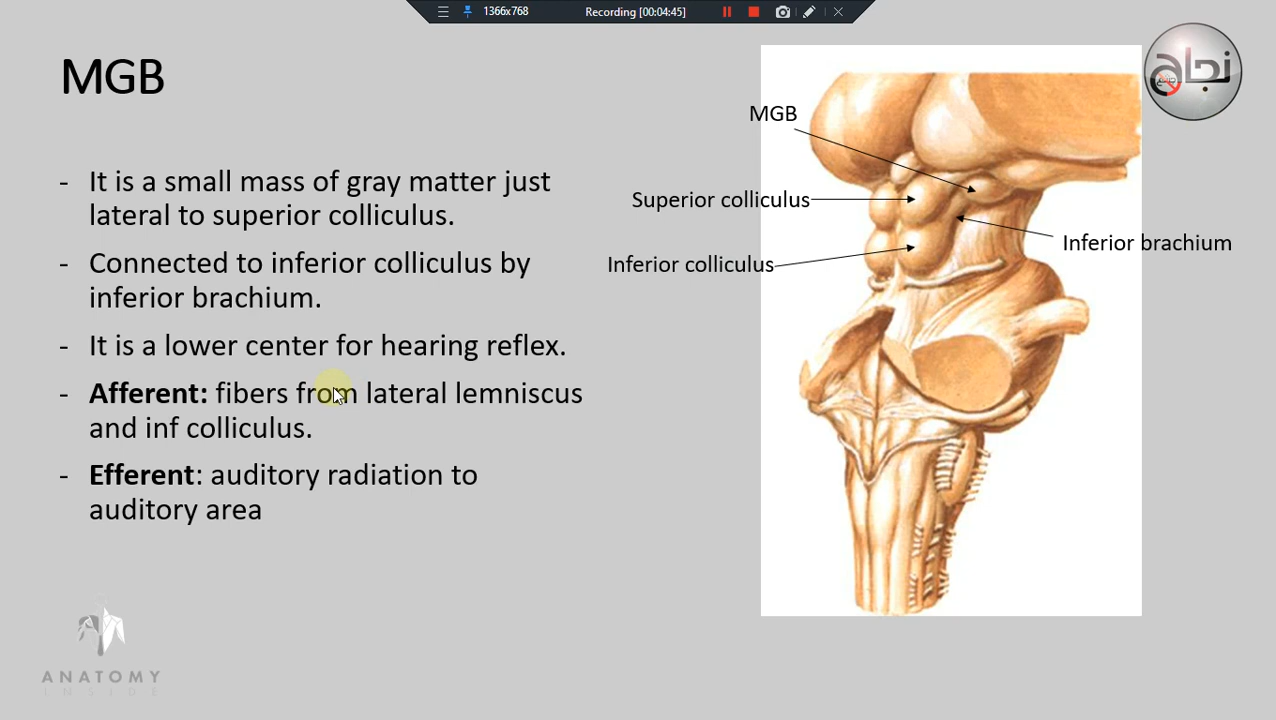 1366x768
Recording [00:04:45]
MGB
- It is a small mass of gray matter just
lateral to superior colliculus.
- Connected to inferior colliculus by
inferior brachium.
- It is a lower center for hearing reflex.
- Afferent: fibers from lateral lemniscus
and inf colliculus.
- Efferent: auditory radiation to
auditory area
MGB
Superior colliculus
Inferior colliculus
Inferior brachium
نجاح
ANATOMY
INSIDE